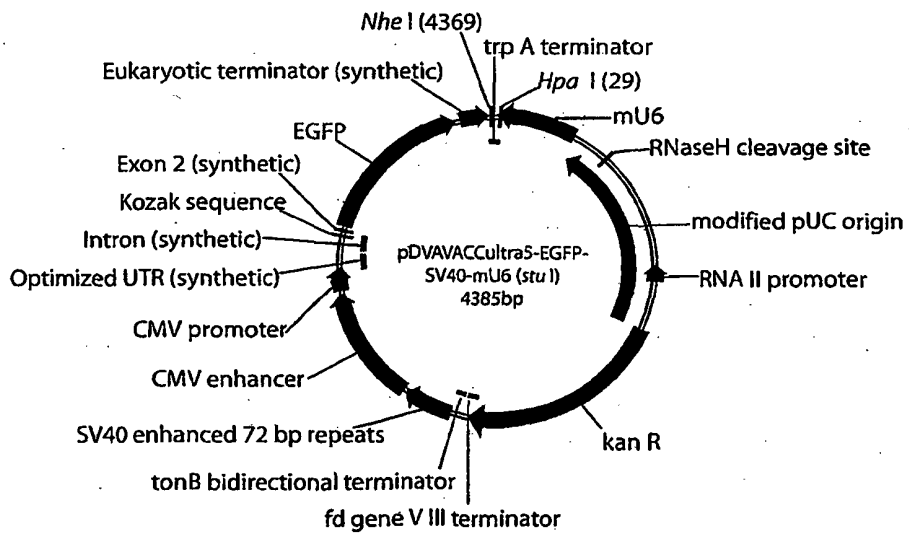 Nhe I (4369)
trp A terminator
Eukaryotic terminator (synthetic)
Hpa I (29)
mU6
EGFP
RNaseH cleavage site
Exon 2 (synthetic)
Kozak sequence
modified pUC origin
Intron (synthetic)
pDVAVACCultra5-EGFP-
SV40-mU6 (stu I)
4385bp
Optimized UTR (synthetic)
RNA II promoter
CMV promoter
CMV enhancer
SV40 enhanced 72 bp repeats
kan R
tonB bidirectional terminator
fd gene V III terminator